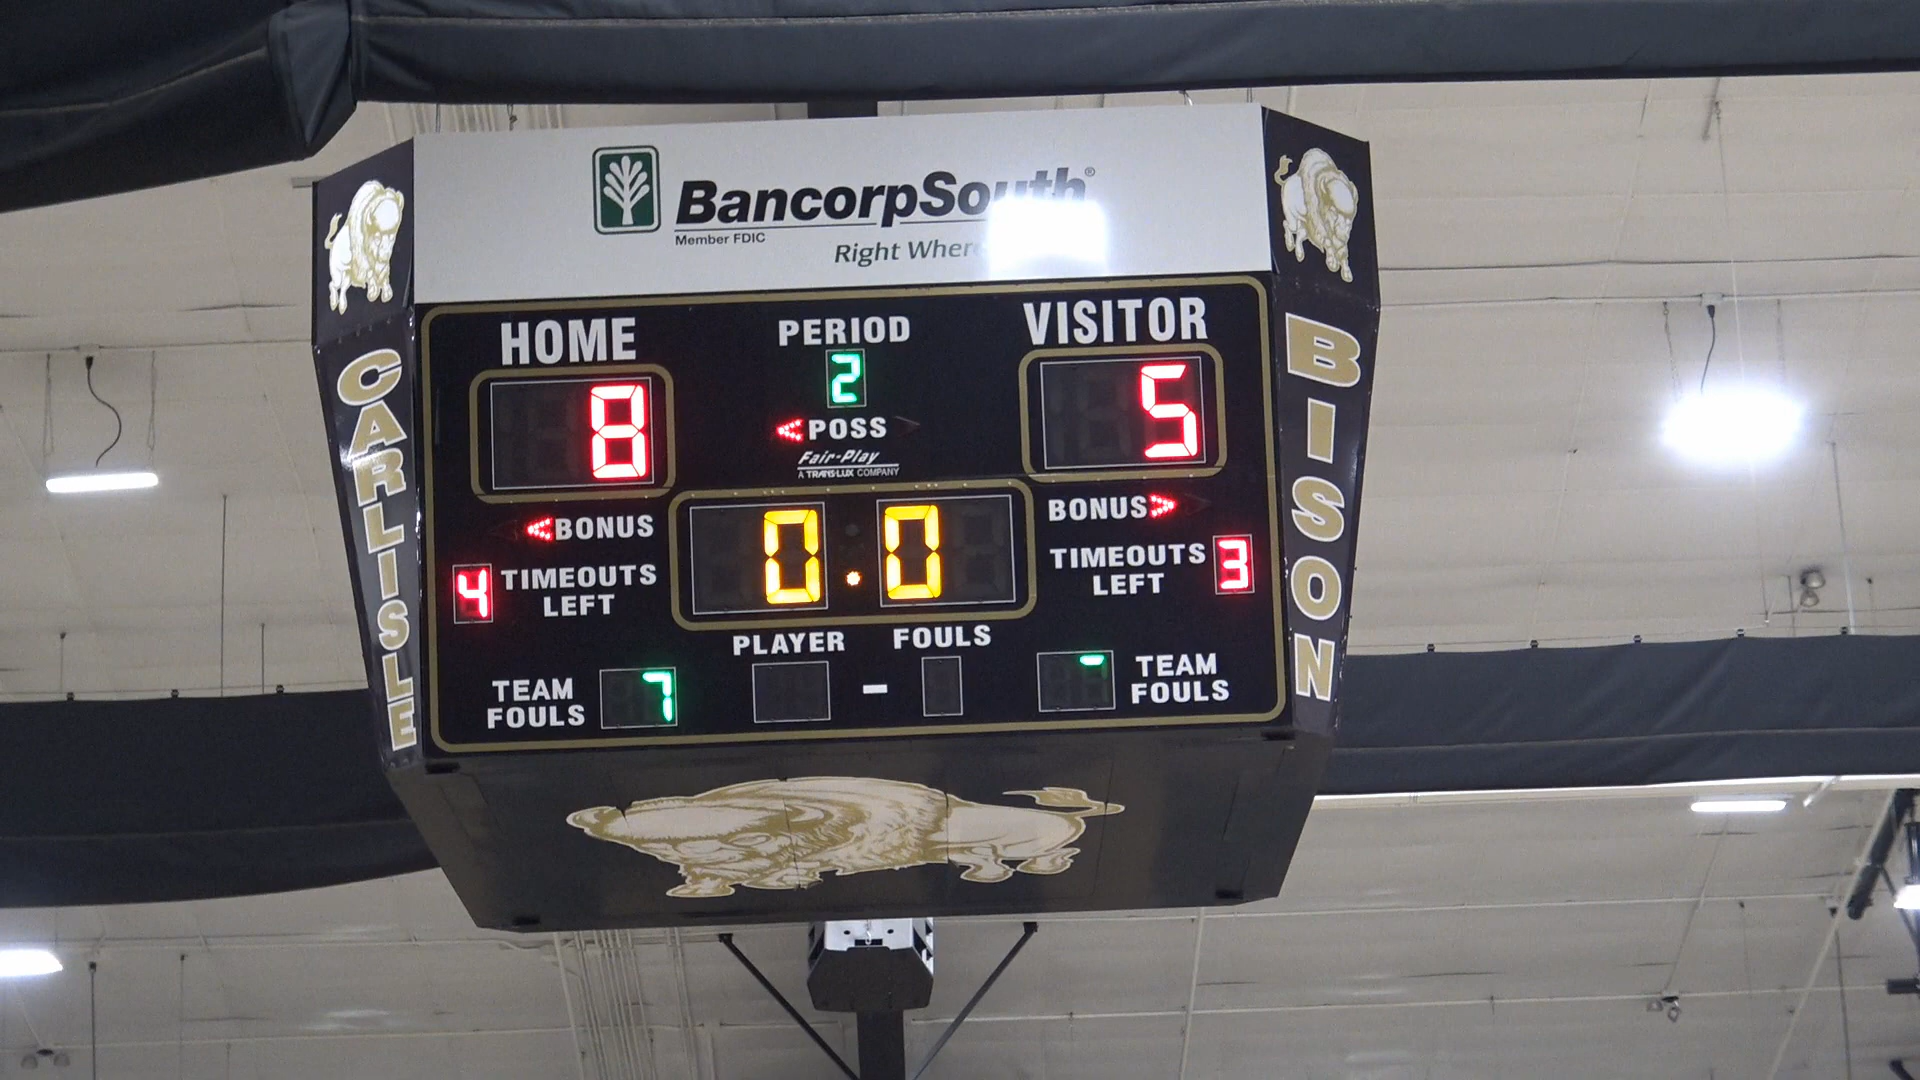 BancorpSouth®
Member FDIC
Right Where
CARLISLE
BISON
HOME
PERIOD
VISITOR
8
2
5
POSS
Fair-Play
A TRANS-LUX COMPANY
BONUS
0.0
BONUS
4 TIMEOUTS LEFT
TIMEOUTS LEFT 3
PLAYER
FOULS
TEAM FOULS 7
-
TEAM FOULS